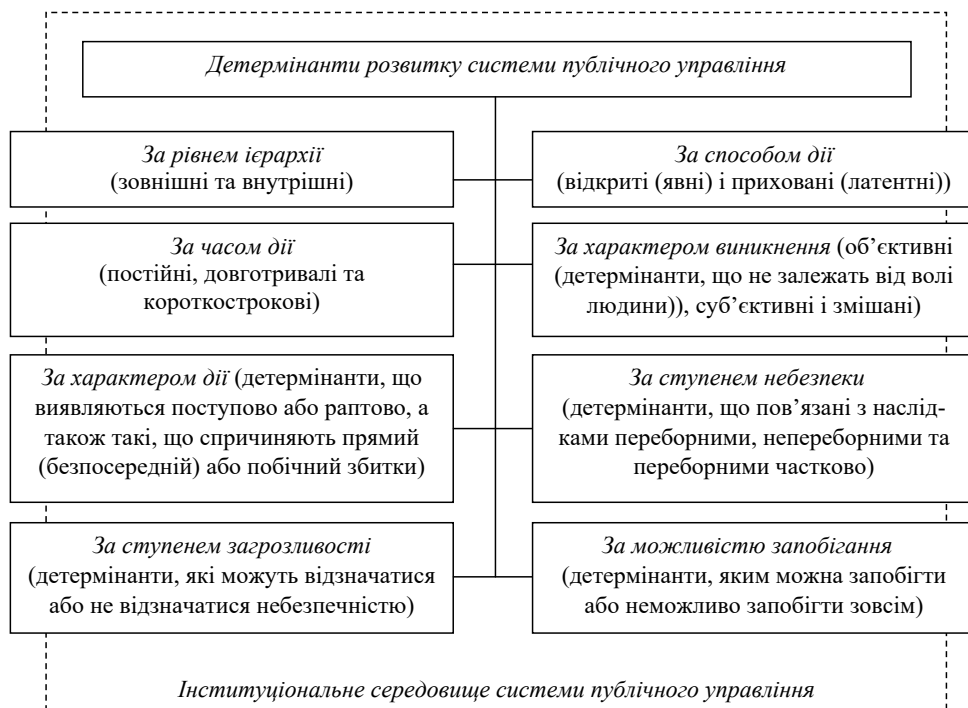 Детермінанти розвитку системи публічного управління
За рівнем ієрархії
(зовнішні та внутрішні)
За способом дії
(відкриті (явні) і приховані (латентні))
За часом дії
(постійні, довготривалі та
короткострокові)
За характером виникнення (об’єктивні
(детермінанти, що не залежать від волі
людини)), суб’єктивні і змішані)
За характером дії (детермінанти, що
виявляються поступово або раптово, а
також такі, що спричиняють прямий
(безпосередній) або побічний збитки)
За ступенем небезпеки
(детермінанти, що пов’язані з наслід-
ками переборними, непереборними та
переборними частково)
За ступенем загрозливості
(детермінанти, які можуть відзначатися
або не відзначатися небезпечністю)
За можливістю запобігання
(детермінанти, яким можна запобігти
або неможливо запобігти зовсім)
Інституціональне середовище системи публічного управління